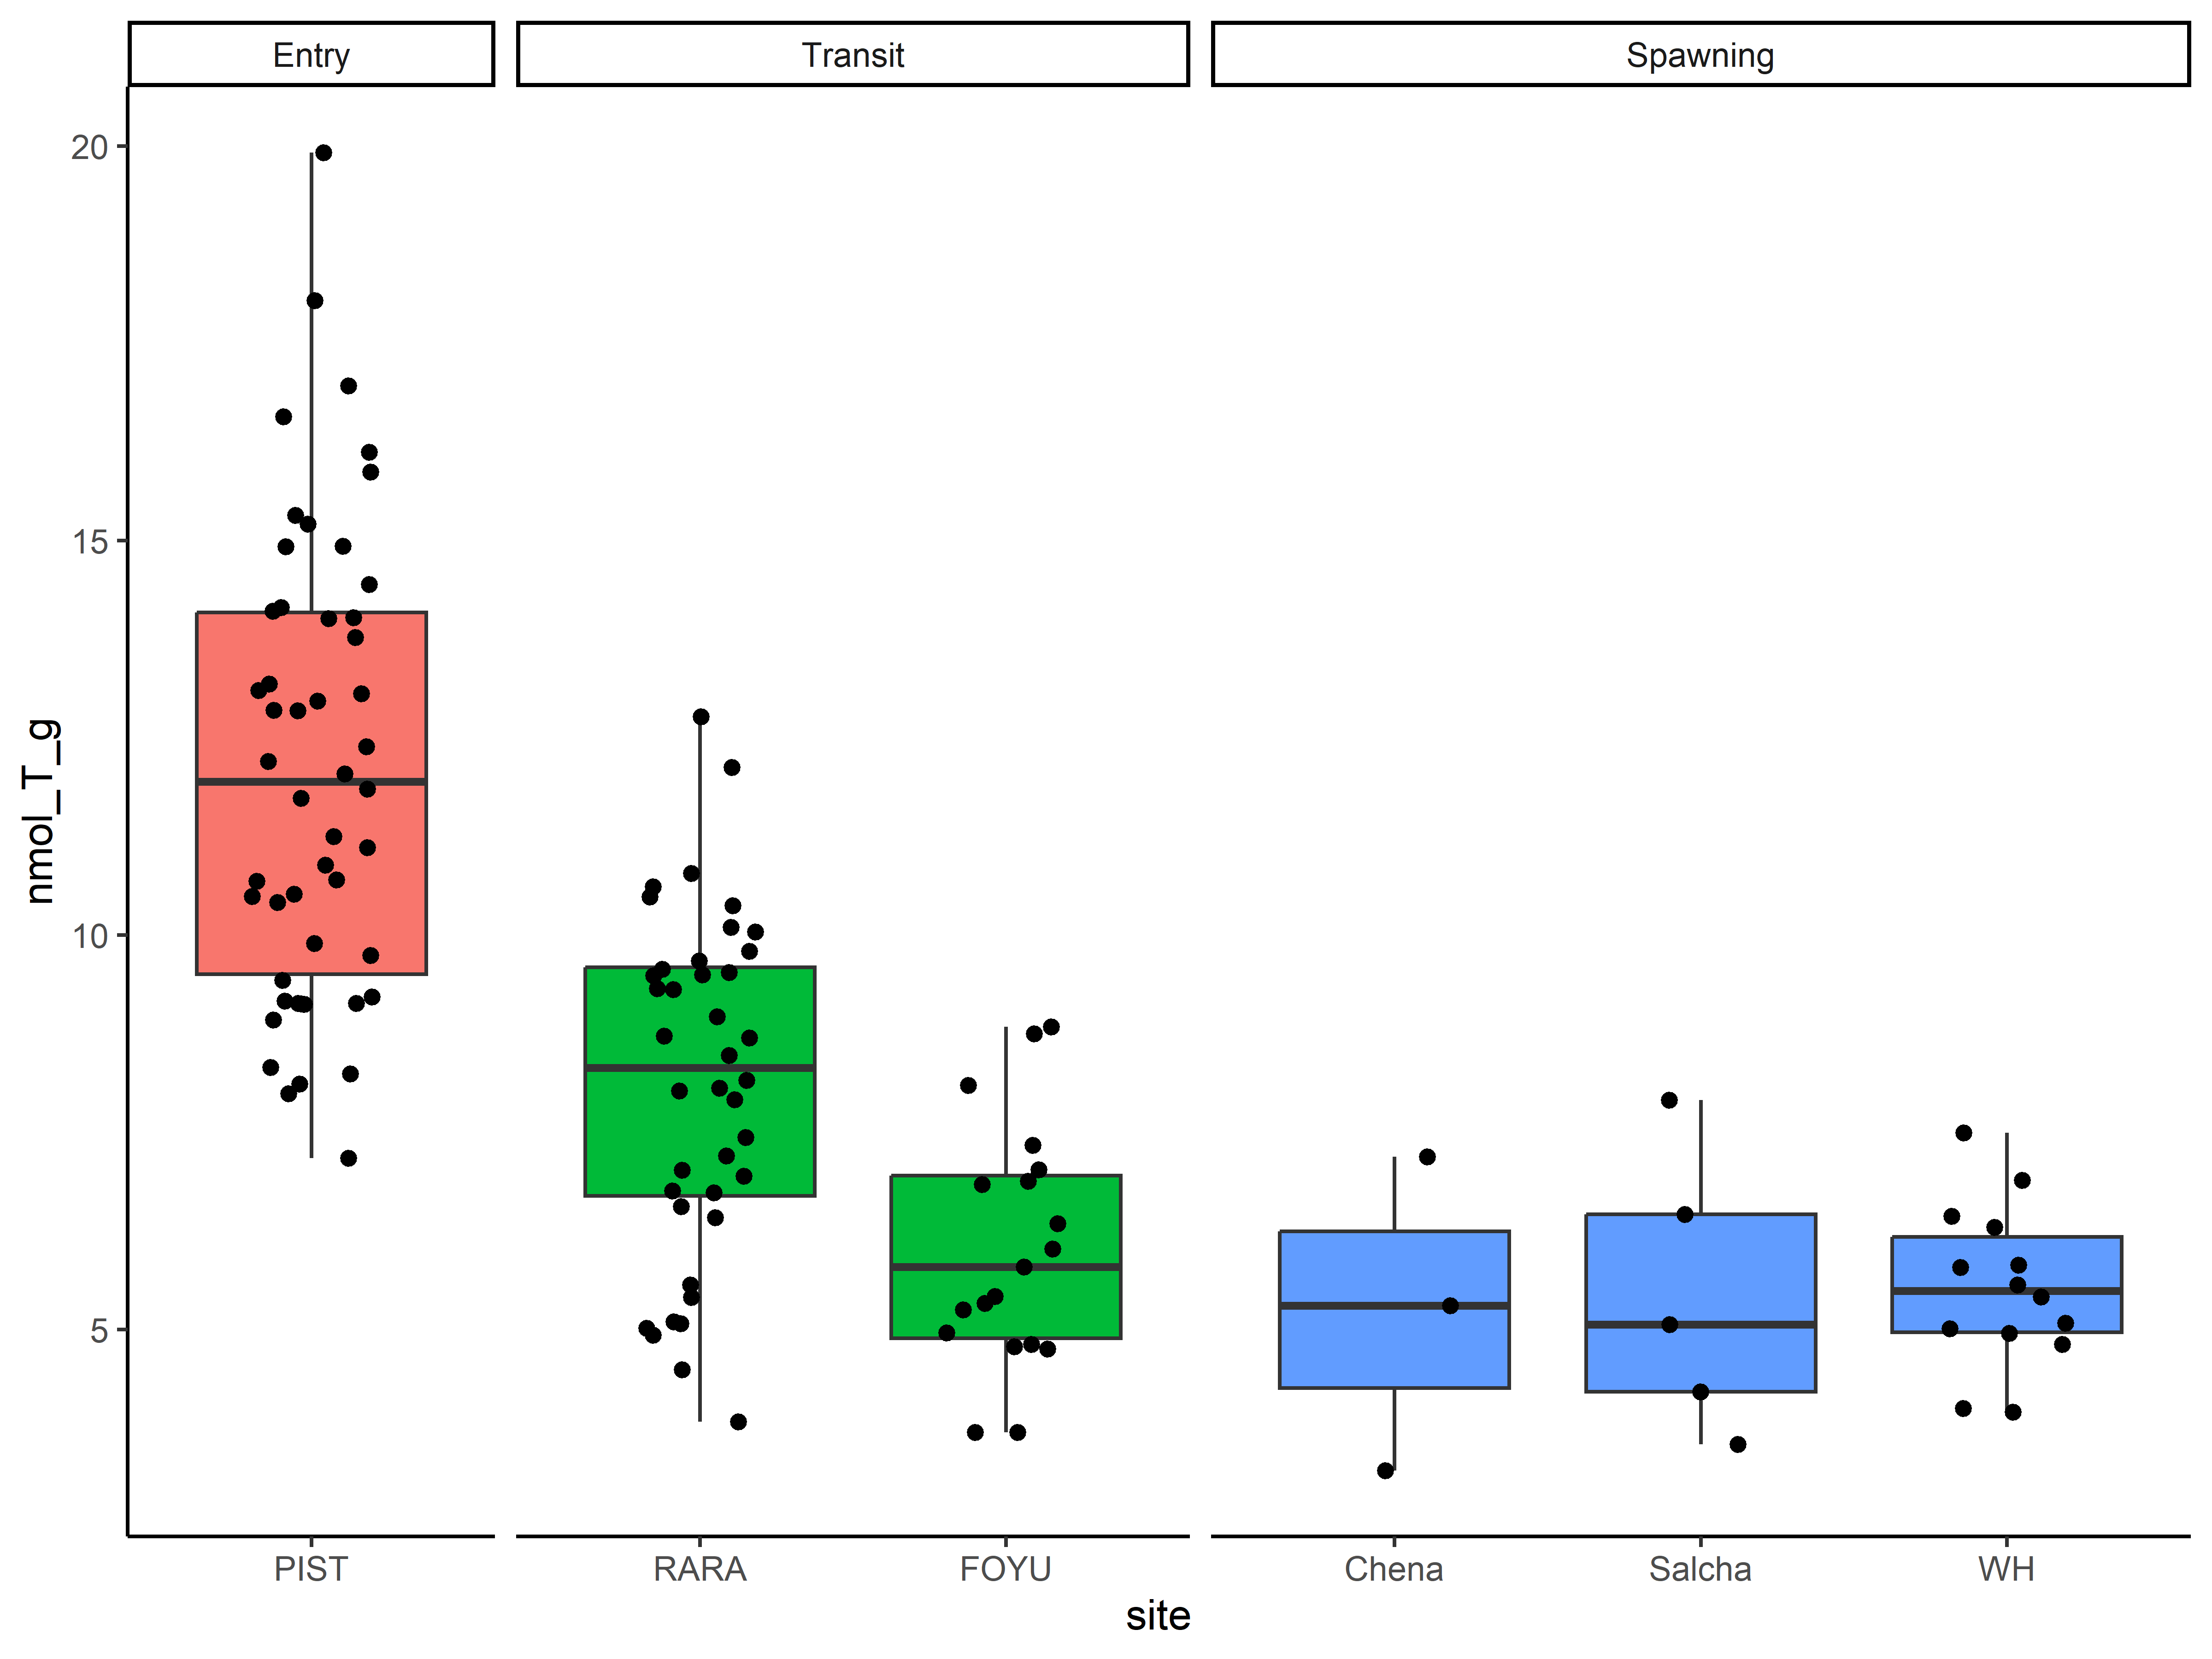 Entry
Transit
Spawning
20
15
10
5
nmol_T_g
PIST
RARA
FOYU
Chena
Salcha
WH
site